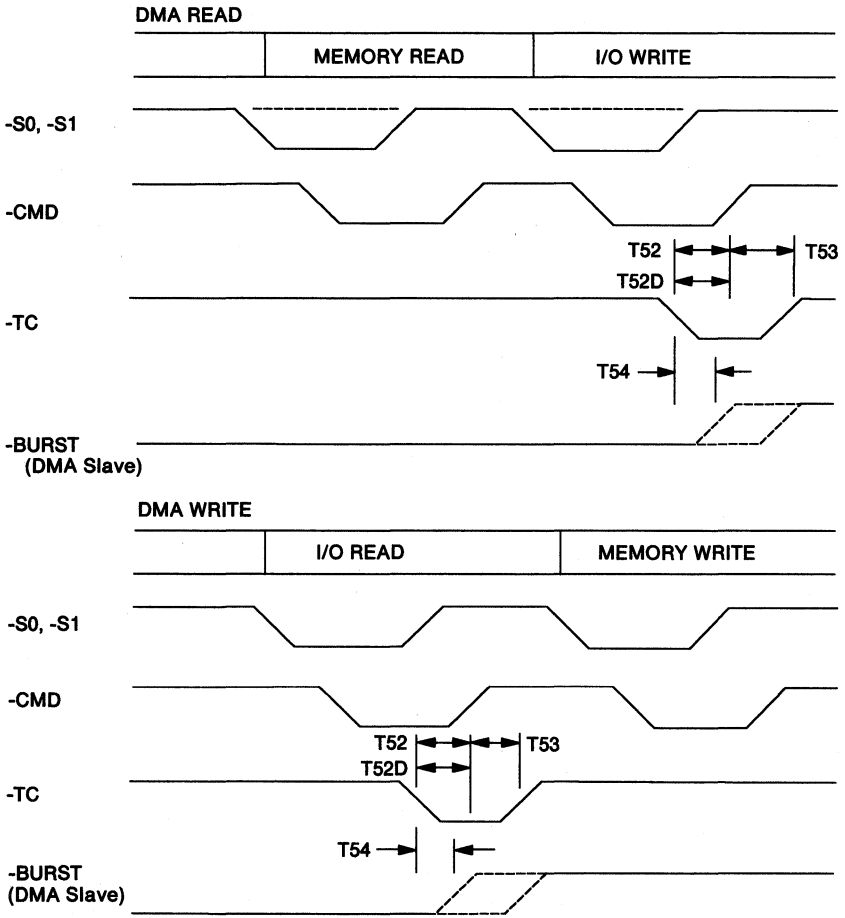 DMA READ
MEMORY READ I/O WRITE
-S0, -S1
-CMD
T52 T53
T52D
-TC
T54
-BURST
(DMA Slave)
DMA WRITE
I/O READ MEMORY WRITE
-S0, -S1
-CMD
T52 T53
T52D
-TC
T54
-BURST
(DMA Slave)